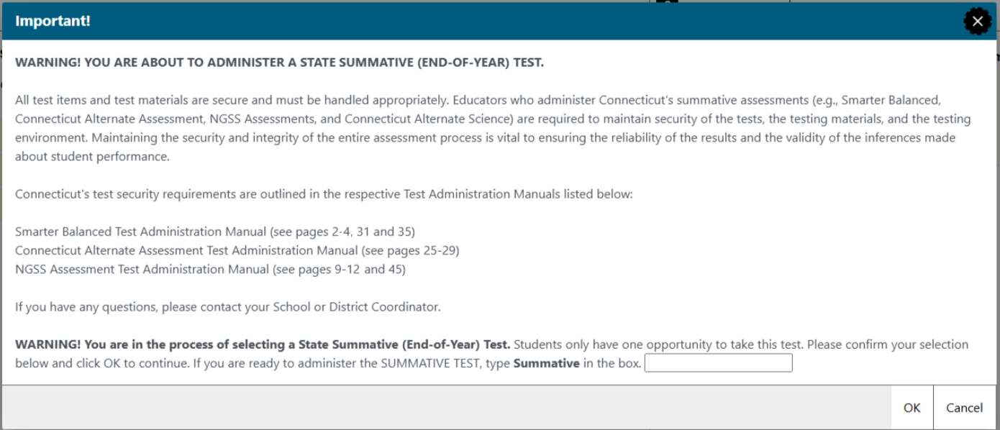 Important!
WARNING! YOU ARE ABOUT TO ADMINISTER A STATE SUMMATIVE (END-OF-YEAR) TEST.
All test items and test materials are secure and must be handled appropriately. Educators who administer Connecticut's summative assessments (e.g., Smarter Balanced,
Connecticut Alternate Assessment, NGSS Assessments, and Connecticut Alternate Science) are required to maintain security of the tests, the testing materials, and the testing
environment. Maintaining the security and integrity of the entire assessment process is vital to ensuring the reliability of the results and the validity of the inferences made
about student performance.
Connecticut's test security requirements are outlined in the respective Test Administration Manuals listed below:
Smarter Balanced Test Administration Manual (see pages 2-4, 31 and 35)
Connecticut Alternate Assessment Test Administration Manual (see pages 25-29)
NGSS Assessment Test Administration Manual (see pages 9-12 and 45)
If you have any questions, please contact your School or District Coordinator.
WARNING! You are in the process of selecting a State Summative (End-of-Year) Test. Students only have one opportunity to take this test. Please confirm your selection
below and click OK to continue. If you are ready to administer the SUMMATIVE TEST, type Summative in the box.
OK Cancel